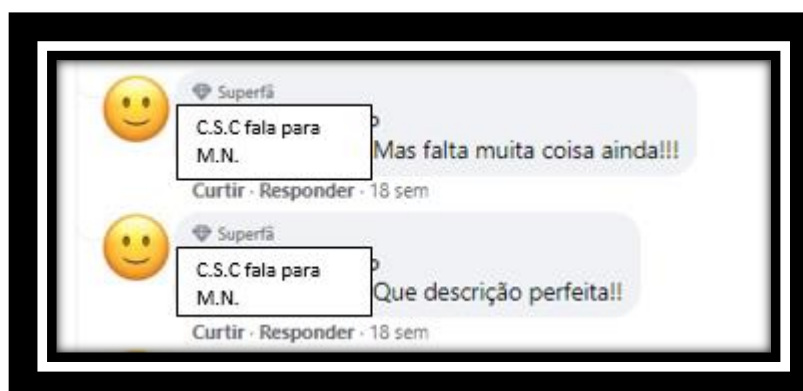 Superfã
C.S.C fala para
M.N.
Mas falta muita coisa ainda!!!
Curtir · Responder · 18 sem
Superfã
C.S.C fala para
M.N.
Que descrição perfeita!!
Curtir · Responder · 18 sem